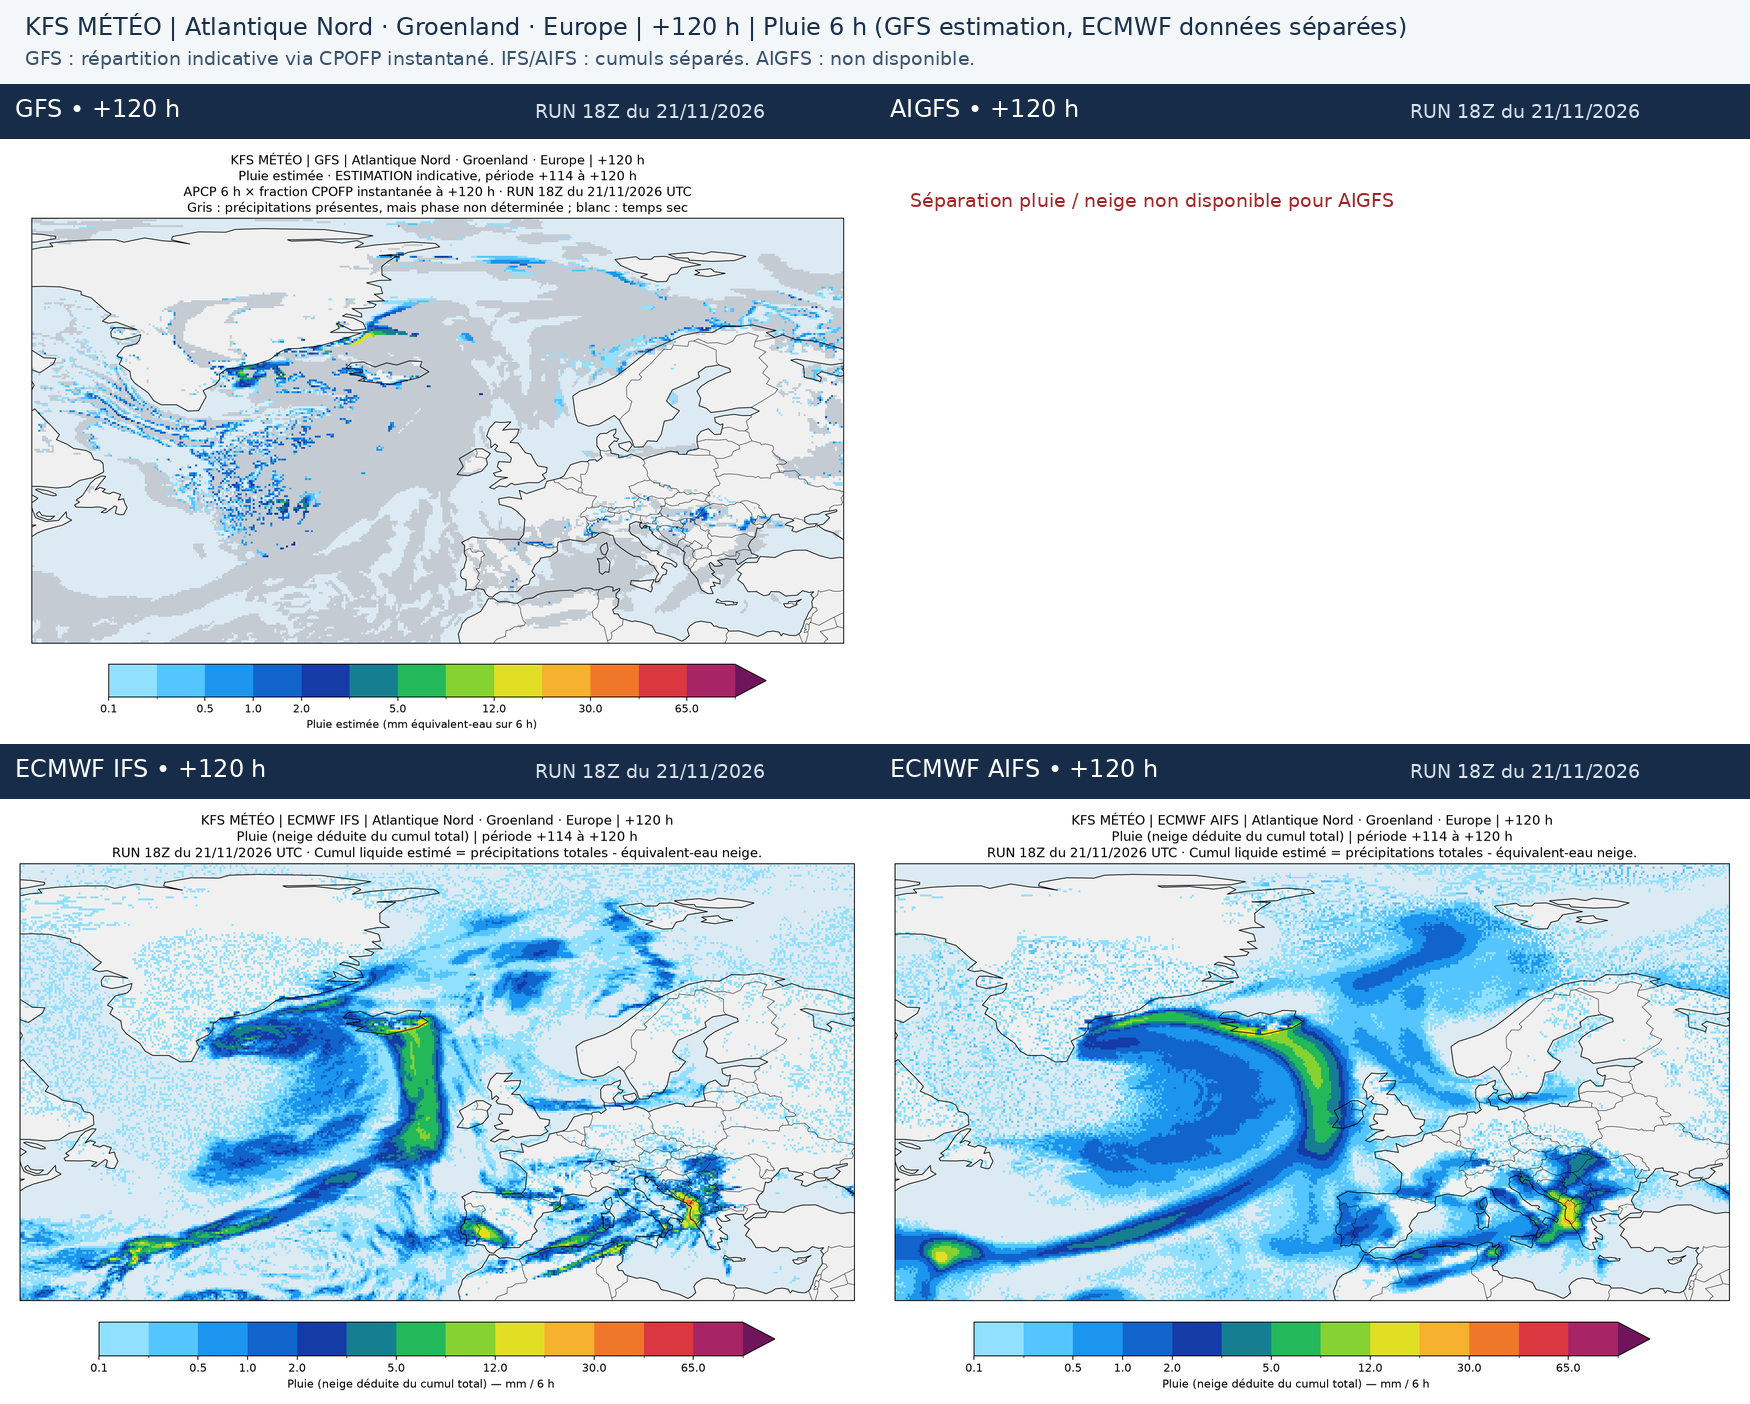 KFS MÉTÉO | Atlantique Nord · Groenland · Europe | +120 h | Pluie 6 h (GFS estimation, ECMWF données séparées)
GFS : répartition indicative via CPOFP instantané. IFS/AIFS : cumuls séparés. AIGFS : non disponible.
GFS • +120 h
RUN 18Z du 21/11/2026
AIGFS • +120 h
RUN 18Z du 21/11/2026
KFS MÉTÉO | GFS | Atlantique Nord · Groenland · Europe | +120 h
Pluie estimée · ESTIMATION indicative, période +114 à +120 h
APCP 6 h × fraction CPOFP instantanée à +120 h · RUN 18Z du 21/11/2026 UTC
Gris : précipitations présentes, mais phase non déterminée ; blanc : temps sec
Séparation pluie / neige non disponible pour AIGFS
0.1 0.5 1.0 2.0 5.0 12.0 30.0 65.0
Pluie estimée (mm équivalent-eau sur 6 h)
ECMWF IFS • +120 h
RUN 18Z du 21/11/2026
ECMWF AIFS • +120 h
RUN 18Z du 21/11/2026
KFS MÉTÉO | ECMWF IFS | Atlantique Nord · Groenland · Europe | +120 h
Pluie (neige déduite du cumul total) | période +114 à +120 h
RUN 18Z du 21/11/2026 UTC · Cumul liquide estimé = précipitations totales - équivalent-eau neige.
KFS MÉTÉO | ECMWF AIFS | Atlantique Nord · Groenland · Europe | +120 h
Pluie (neige déduite du cumul total) | période +114 à +120 h
RUN 18Z du 21/11/2026 UTC · Cumul liquide estimé = précipitations totales - équivalent-eau neige.
0.1 0.5 1.0 2.0 5.0 12.0 30.0 65.0
Pluie (neige déduite du cumul total) — mm / 6 h
0.1 0.5 1.0 2.0 5.0 12.0 30.0 65.0
Pluie (neige déduite du cumul total) — mm / 6 h